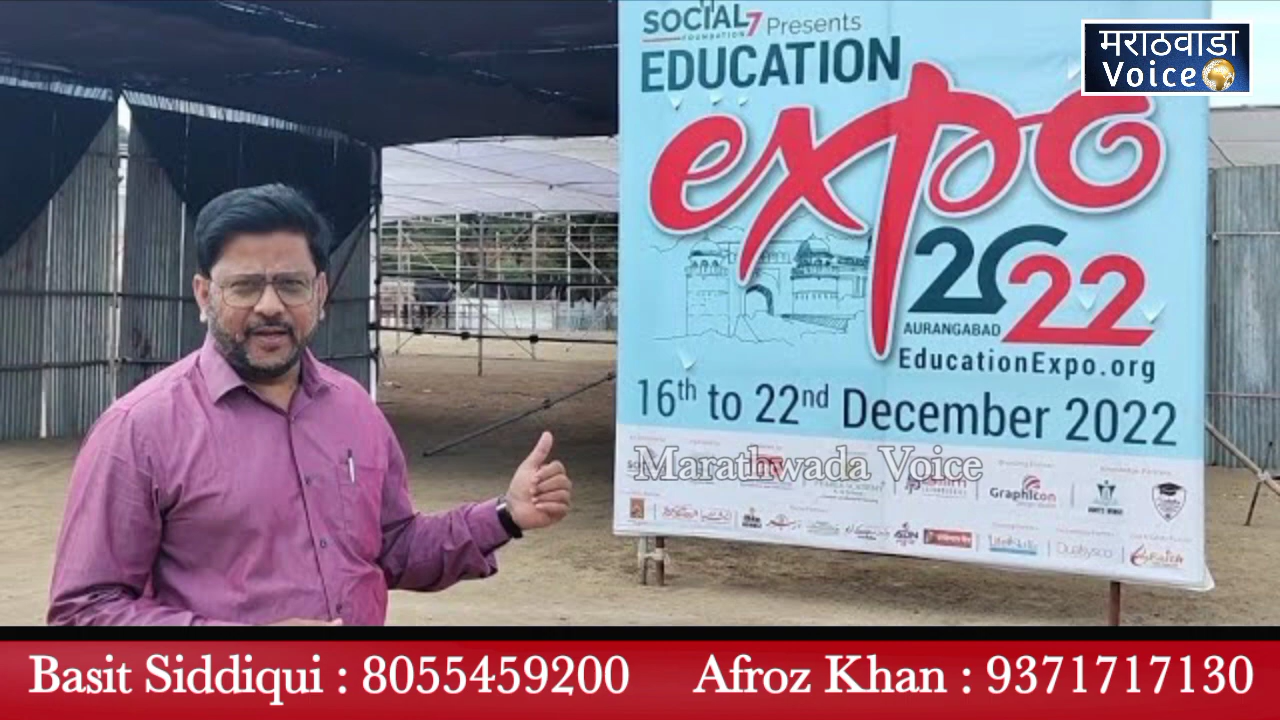 SOCIAL7 Presents
FOUNDATION
EDUCATION
expo
2022
AURANGABAD
EducationExpo.org
16th to 22nd December 2022
मराठवाडा
Voice
Marathwada Voice
Graphicon
Basit Siddiqui : 8055459200
Afroz Khan : 9371717130